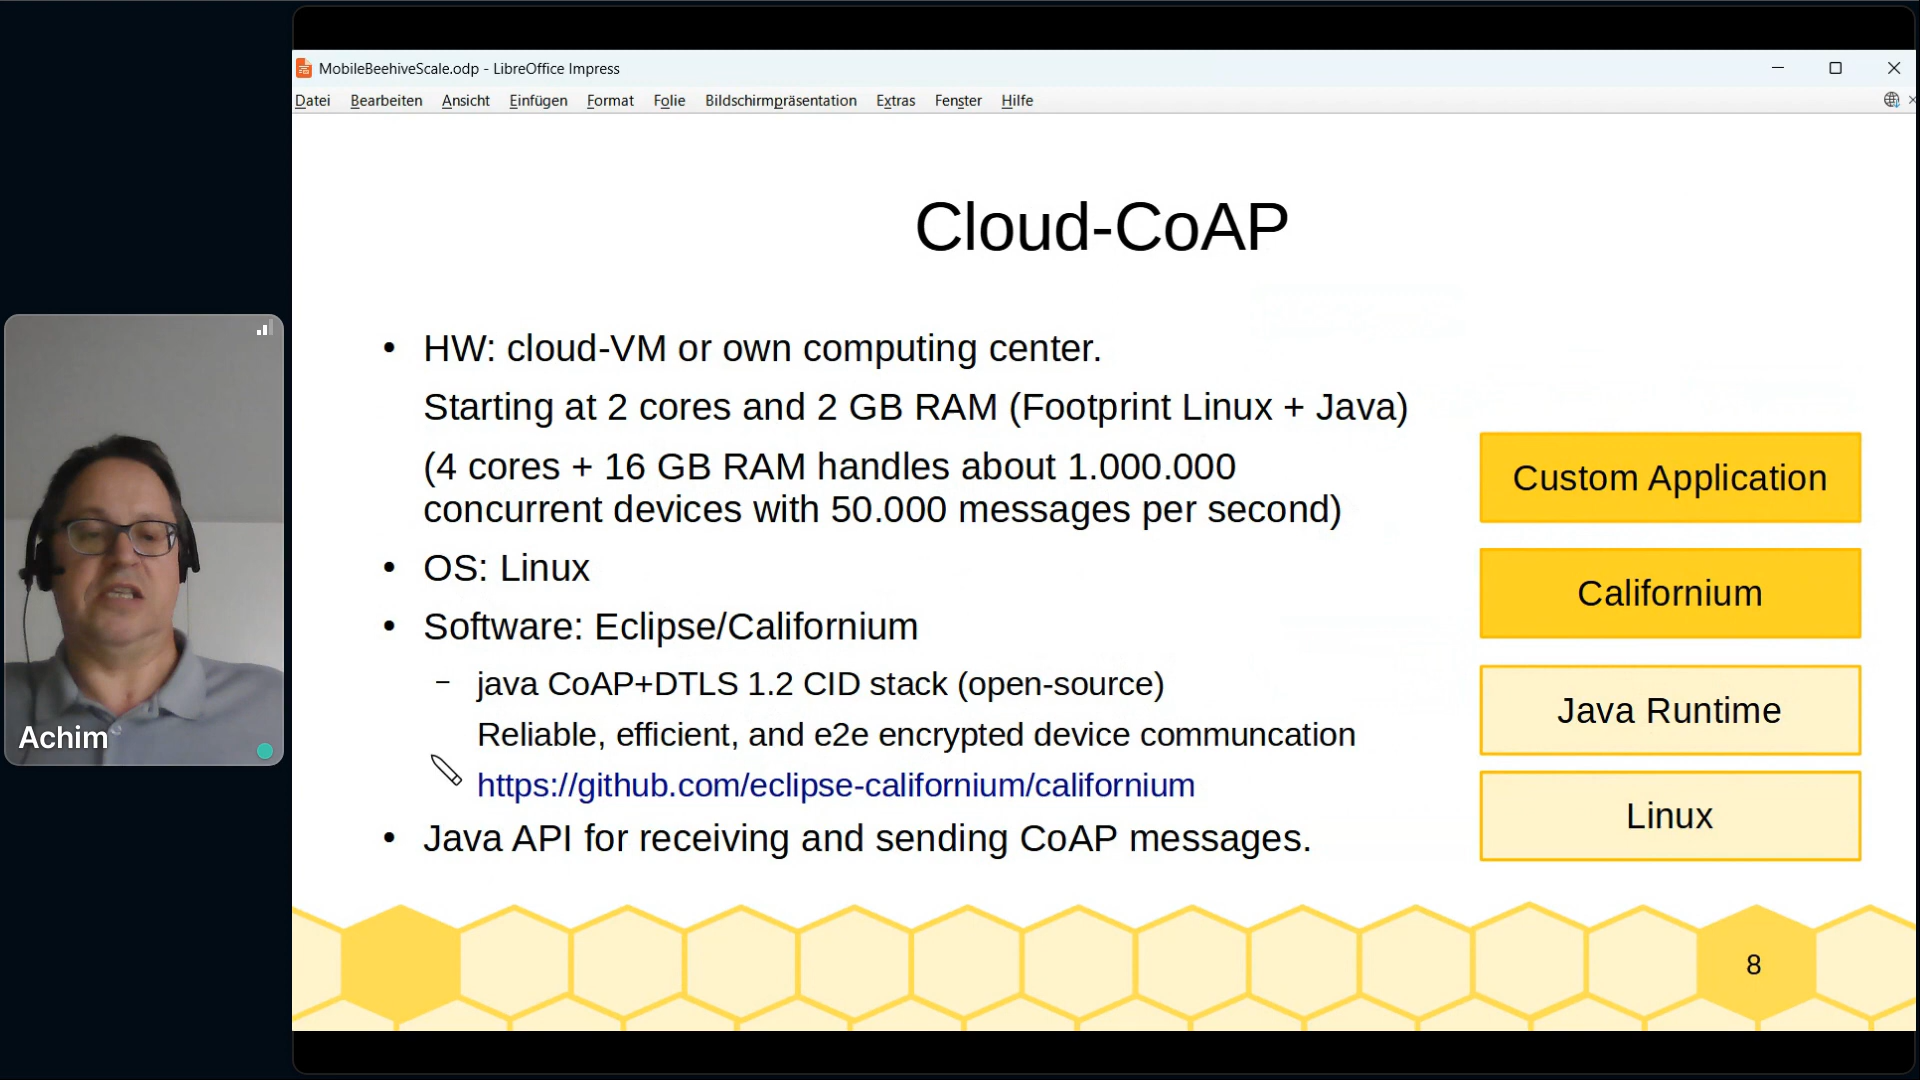 MobileBeehiveScale.odp - LibreOffice Impress
Datei Bearbeiten Ansicht Einfügen Format Folie Bildschirmpräsentation Extras Fenster Hilfe
Cloud-CoAP
• HW: cloud-VM or own computing center.
Starting at 2 cores and 2 GB RAM (Footprint Linux + Java)
(4 cores + 16 GB RAM handles about 1.000.000
concurrent devices with 50.000 messages per second)
• OS: Linux
• Software: Eclipse/Californium
– java CoAP+DTLS 1.2 CID stack (open-source)
Reliable, efficient, and e2e encrypted device communcation
https://github.com/eclipse-californium/californium
• Java API for receiving and sending CoAP messages.
Custom Application
Californium
Java Runtime
Linux
8
Achim